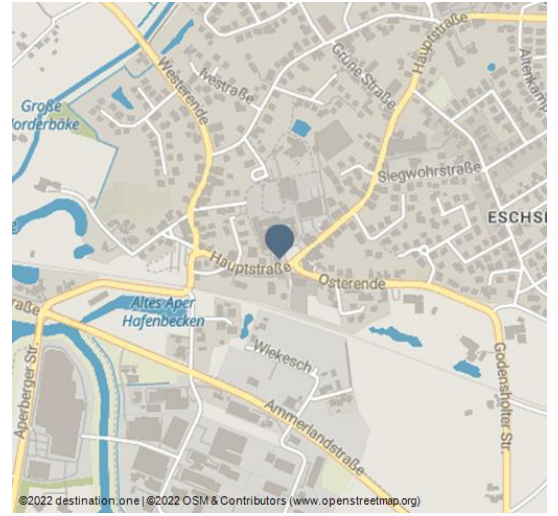 Westerende
Ivestraße
Grüne Straße
Hauptstraße
Altenkamp
Große
Norderbäke
Siegwohrstraße
ESCHS
Hauptstraße
Osterende
Altes Aper
Hafenbecken
Wiekesch
Aperberger Str.
Ammerlandstraße
Godensholter Str.
©2022 destination.one | ©2022 OSM & Contributors (www.openstreetmap.org)